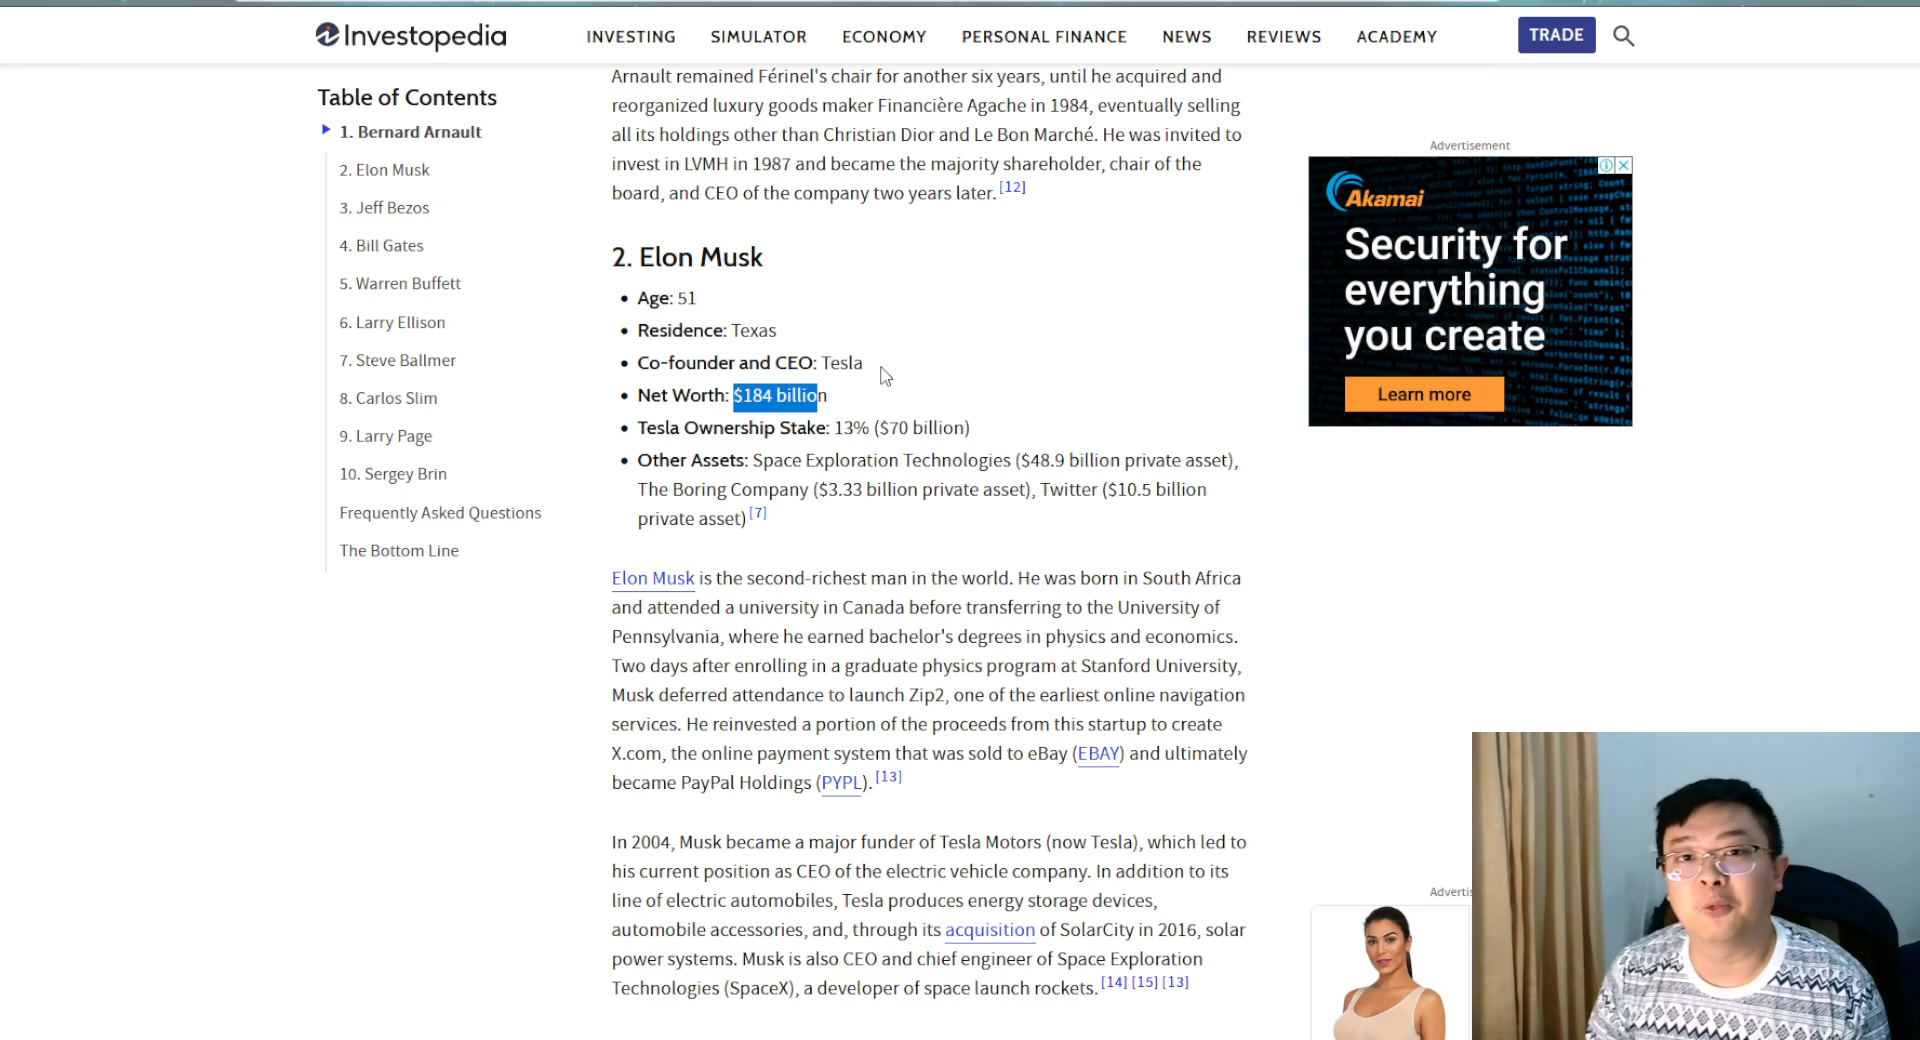 Investopedia
INVESTING SIMULATOR ECONOMY PERSONAL FINANCE NEWS REVIEWS ACADEMY
TRADE
Table of Contents
1. Bernard Arnault
2. Elon Musk
3. Jeff Bezos
4. Bill Gates
5. Warren Buffett
6. Larry Ellison
7. Steve Ballmer
8. Carlos Slim
9. Larry Page
10. Sergey Brin
Frequently Asked Questions
The Bottom Line
Arnault remained Férinel's chair for another six years, until he acquired and
reorganized luxury goods maker Financière Agache in 1984, eventually selling
all its holdings other than Christian Dior and Le Bon Marché. He was invited to
invest in LVMH in 1987 and became the majority shareholder, chair of the
board, and CEO of the company two years later. [12]
2. Elon Musk
• Age: 51
• Residence: Texas
• Co-founder and CEO: Tesla
• Net Worth: $184 billion
• Tesla Ownership Stake: 13% ($70 billion)
• Other Assets: Space Exploration Technologies ($48.9 billion private asset),
The Boring Company ($3.33 billion private asset), Twitter ($10.5 billion
private asset) [7]
Elon Musk is the second-richest man in the world. He was born in South Africa
and attended a university in Canada before transferring to the University of
Pennsylvania, where he earned bachelor's degrees in physics and economics.
Two days after enrolling in a graduate physics program at Stanford University,
Musk deferred attendance to launch Zip2, one of the earliest online navigation
services. He reinvested a portion of the proceeds from this startup to create
X.com, the online payment system that was sold to eBay (EBAY) and ultimately
became PayPal Holdings (PYPL). [13]
In 2004, Musk became a major funder of Tesla Motors (now Tesla), which led to
his current position as CEO of the electric vehicle company. In addition to its
line of electric automobiles, Tesla produces energy storage devices,
automobile accessories, and, through its acquisition of SolarCity in 2016, solar
power systems. Musk is also CEO and chief engineer of Space Exploration
Technologies (SpaceX), a developer of space launch rockets. [14] [15] [13]
Advertisement
Akamai
Security for
everything
you create
Learn more
Adverti